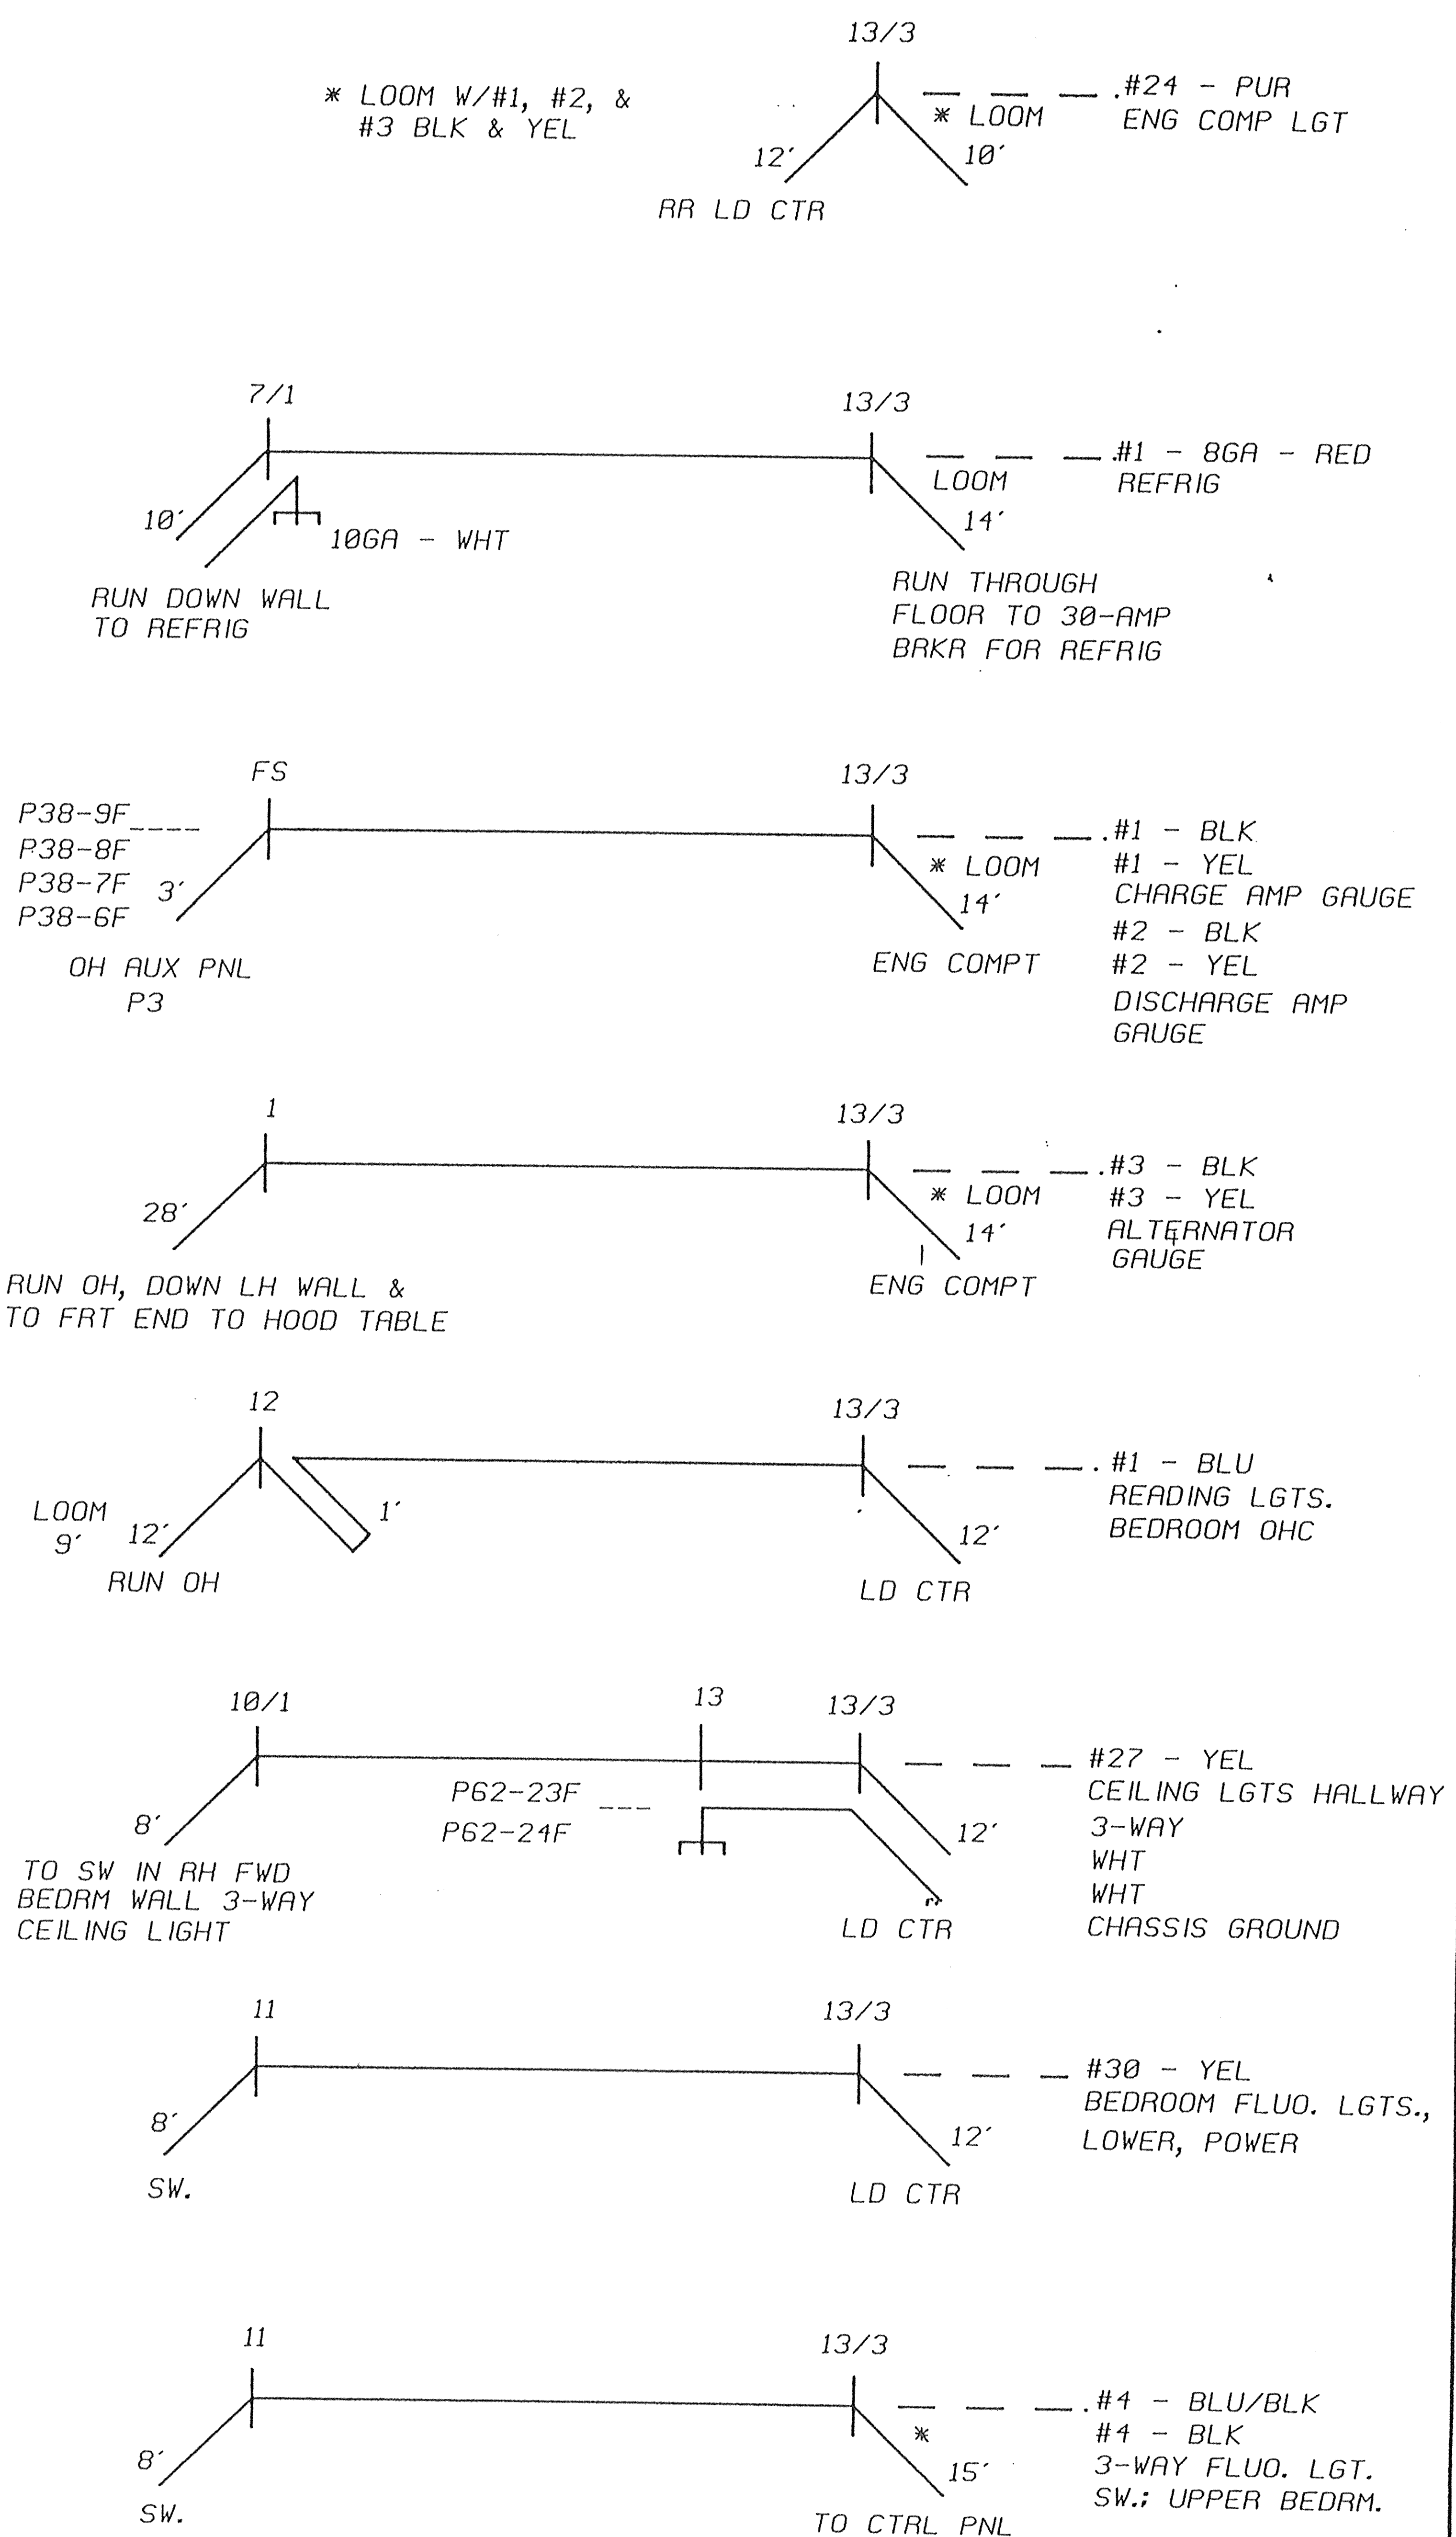 13/3
* LOOM W/#1, #2, &
#3 BLK & YEL
#24 - PUR
* LOOM
ENG COMP LGT
12'
10'
RR LD CTR
7/1
13/3
#1 - 8GA - RED
LOOM
REFRIG
10'
14'
10GA - WHT
RUN DOWN WALL
TO REFRIG
RUN THROUGH
FLOOR TO 30-AMP
BRKR FOR REFRIG
FS
13/3
P38-9F
P38-8F
P38-7F
P38-6F
3'
#1 - BLK
* LOOM
#1 - YEL
CHARGE AMP GAUGE
14'
#2 - BLK
#2 - YEL
DISCHARGE AMP
GAUGE
OH AUX PNL
P3
ENG COMPT
1
13/3
#3 - BLK
* LOOM
#3 - YEL
ALTERNATOR
GAUGE
28'
14'
RUN OH, DOWN LH WALL &
TO FRT END TO HOOD TABLE
ENG COMPT
12
13/3
#1 - BLU
READING LGTS.
BEDROOM OHC
LOOM
9'
12'
1'
12'
RUN OH
LD CTR
10/1
13
13/3
#27 - YEL
CEILING LGTS HALLWAY
3-WAY
WHT
WHT
CHASSIS GROUND
P62-23F
P62-24F
8'
12'
TO SW IN RH FWD
BEDRM WALL 3-WAY
CEILING LIGHT
LD CTR
11
13/3
#30 - YEL
BEDROOM FLUO. LGTS.,
LOWER, POWER
8'
12'
SW.
LD CTR
11
13/3
#4 - BLU/BLK
*
#4 - BLK
3-WAY FLUO. LGT.
SW.; UPPER BEDRM.
8'
15'
SW.
TO CTRL PNL